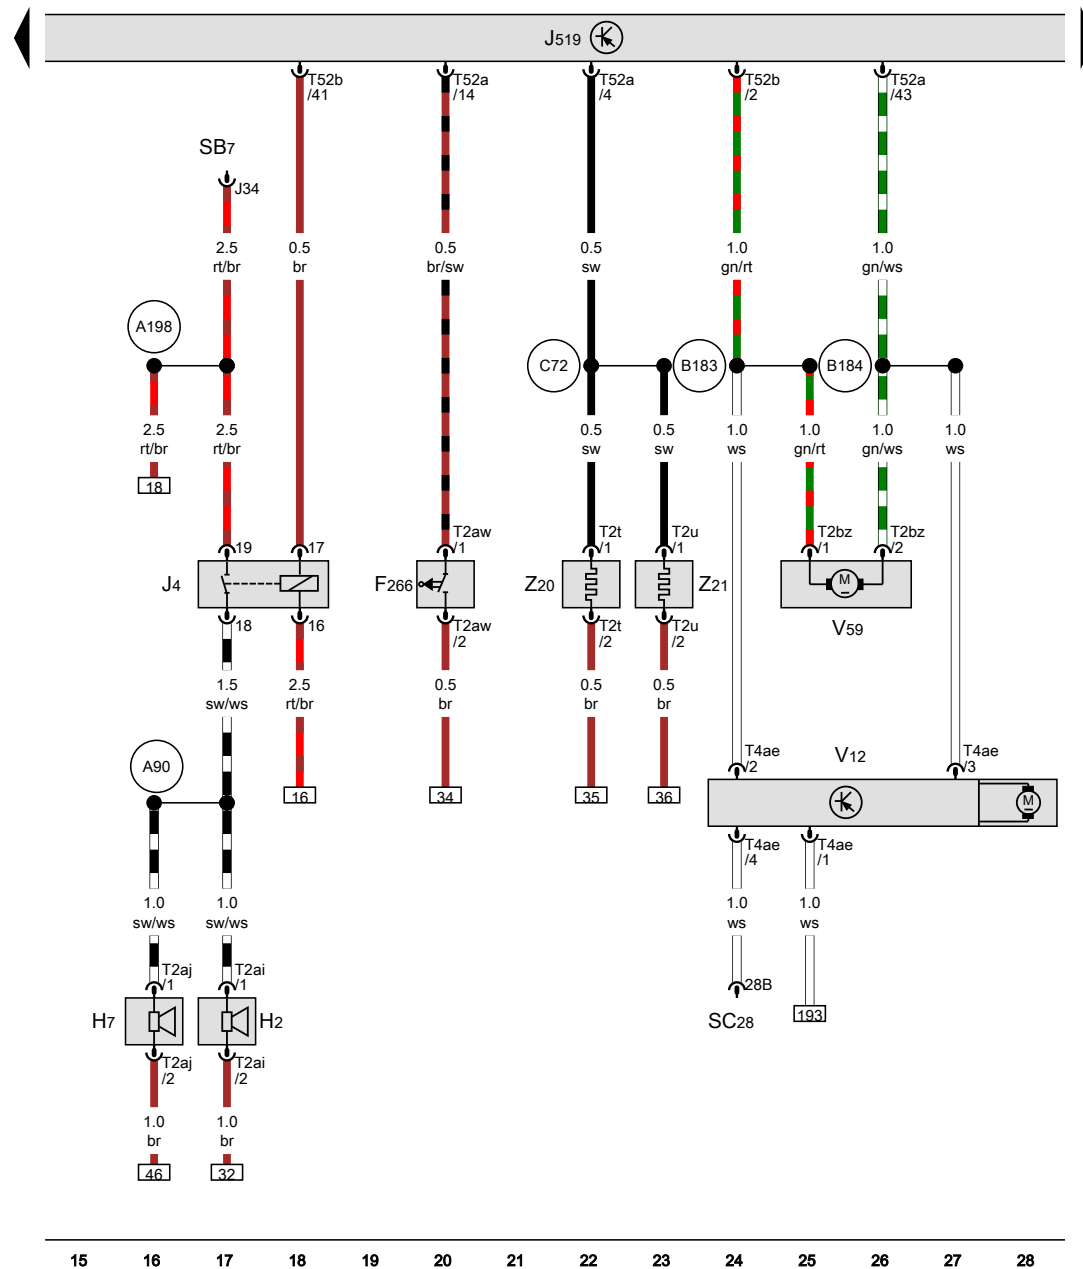 J519
T52b
/41
T52a
/14
T52a
/4
T52b
/2
T52a
/43
SB7
J34
2.5
rt/br
0.5
br
0.5
br/sw
0.5
sw
1.0
gn/rt
1.0
gn/ws
A198
C72
B183
B184
2.5
rt/br
2.5
rt/br
0.5
sw
0.5
sw
1.0
ws
1.0
gn/rt
1.0
gn/ws
1.0
ws
18
19
17
T2aw
/1
T2t
/1
T2u
/1
T2bz
/1
T2bz
/2
J4
F266
Z20
Z21
M
V59
18
16
T2aw
/2
T2t
/2
T2u
/2
1.5
sw/ws
2.5
rt/br
0.5
br
0.5
br
0.5
br
A90
16
34
35
36
T4ae
/2
V12
T4ae
/3
M
T4ae
/4
T4ae
/1
1.0
sw/ws
1.0
sw/ws
1.0
ws
1.0
ws
T2aj
/1
T2ai
/1
28B
SC28
193
H7
H2
T2aj
/2
T2ai
/2
1.0
br
1.0
br
46
32
15 16 17 18 19 20 21 22 23 24 25 26 27 28